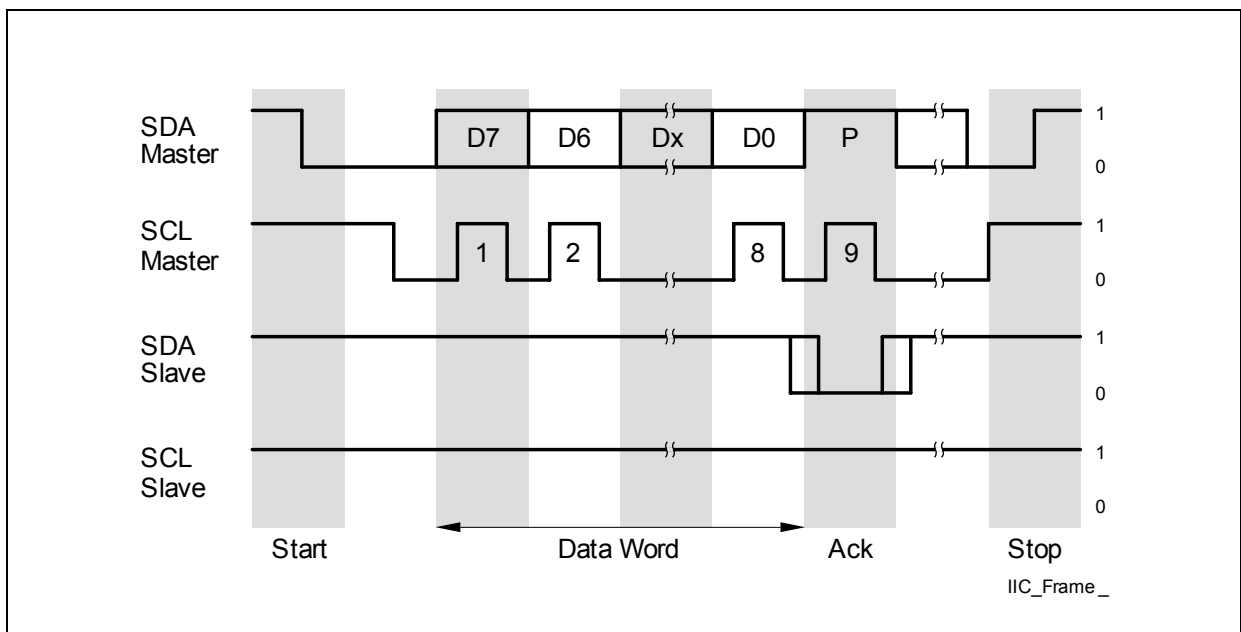 SDA
Master
D7 D6 Dx D0 P
1
0
SCL
Master
1 2 8 9
1
0
SDA
Slave
1
0
SCL
Slave
1
0
Start Data Word Ack Stop
IIC_Frame_